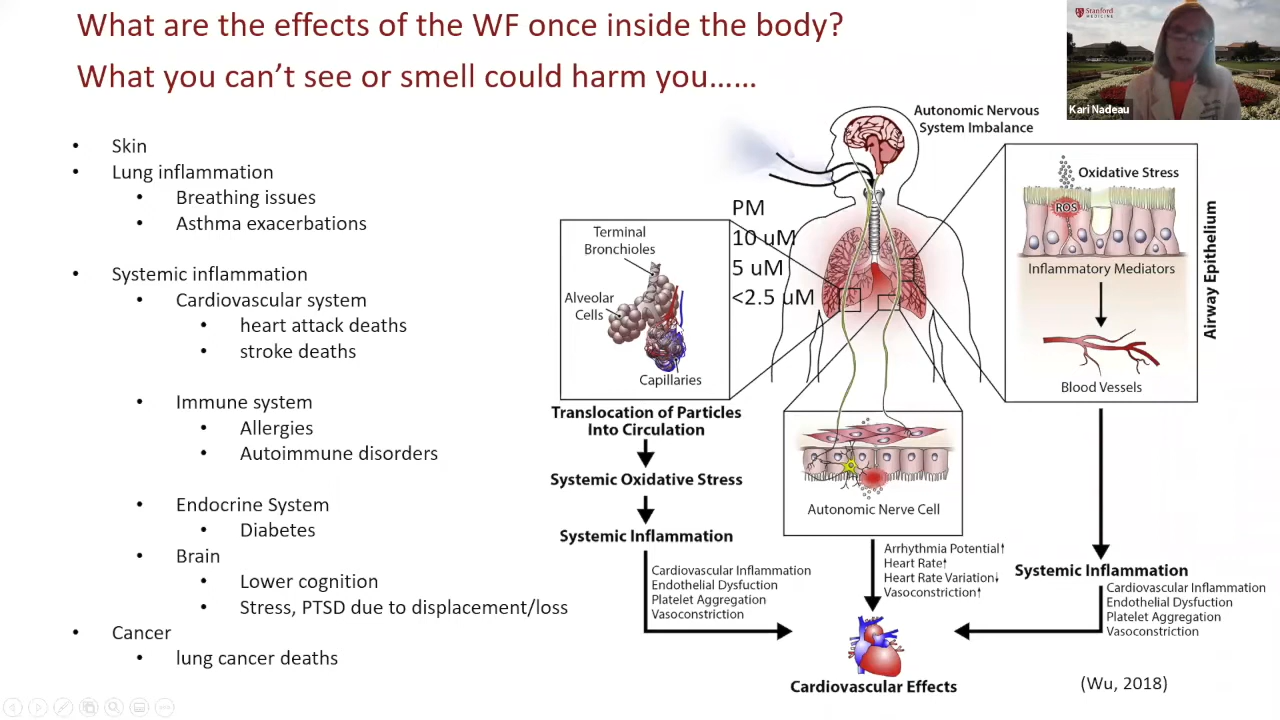 What are the effects of the WF once inside the body?
What you can't see or smell could harm you……
Stanford
MEDICINE
Kari Nadeau
• Skin
• Lung inflammation
• Breathing issues
• Asthma exacerbations
• Systemic inflammation
• Cardiovascular system
• heart attack deaths
• stroke deaths
• Immune system
• Allergies
• Autoimmune disorders
• Endocrine System
• Diabetes
• Brain
• Lower cognition
• Stress, PTSD due to displacement/loss
• Cancer
• lung cancer deaths
Autonomic Nervous
System Imbalance
PM
10 uM
5 uM
<2.5 uM
Terminal
Bronchioles
Alveolar
Cells
Capillaries
Translocation of Particles
Into Circulation
Systemic Oxidative Stress
Systemic Inflammation
Cardiovascular Inflammation
Endothelial Dysfuction
Platelet Aggregation
Vasoconstriction
Autonomic Nerve Cell
Arrhythmia Potential↑
Heart Rate↑
Heart Rate Variation↓
Vasoconstriction↑
Cardiovascular Effects
Oxidative Stress
ROS
Inflammatory Mediators
Blood Vessels
Airway Epithelium
Systemic Inflammation
Cardiovascular Inflammation
Endothelial Dysfunction
Platelet Aggregation
Vasoconstriction
(Wu, 2018)